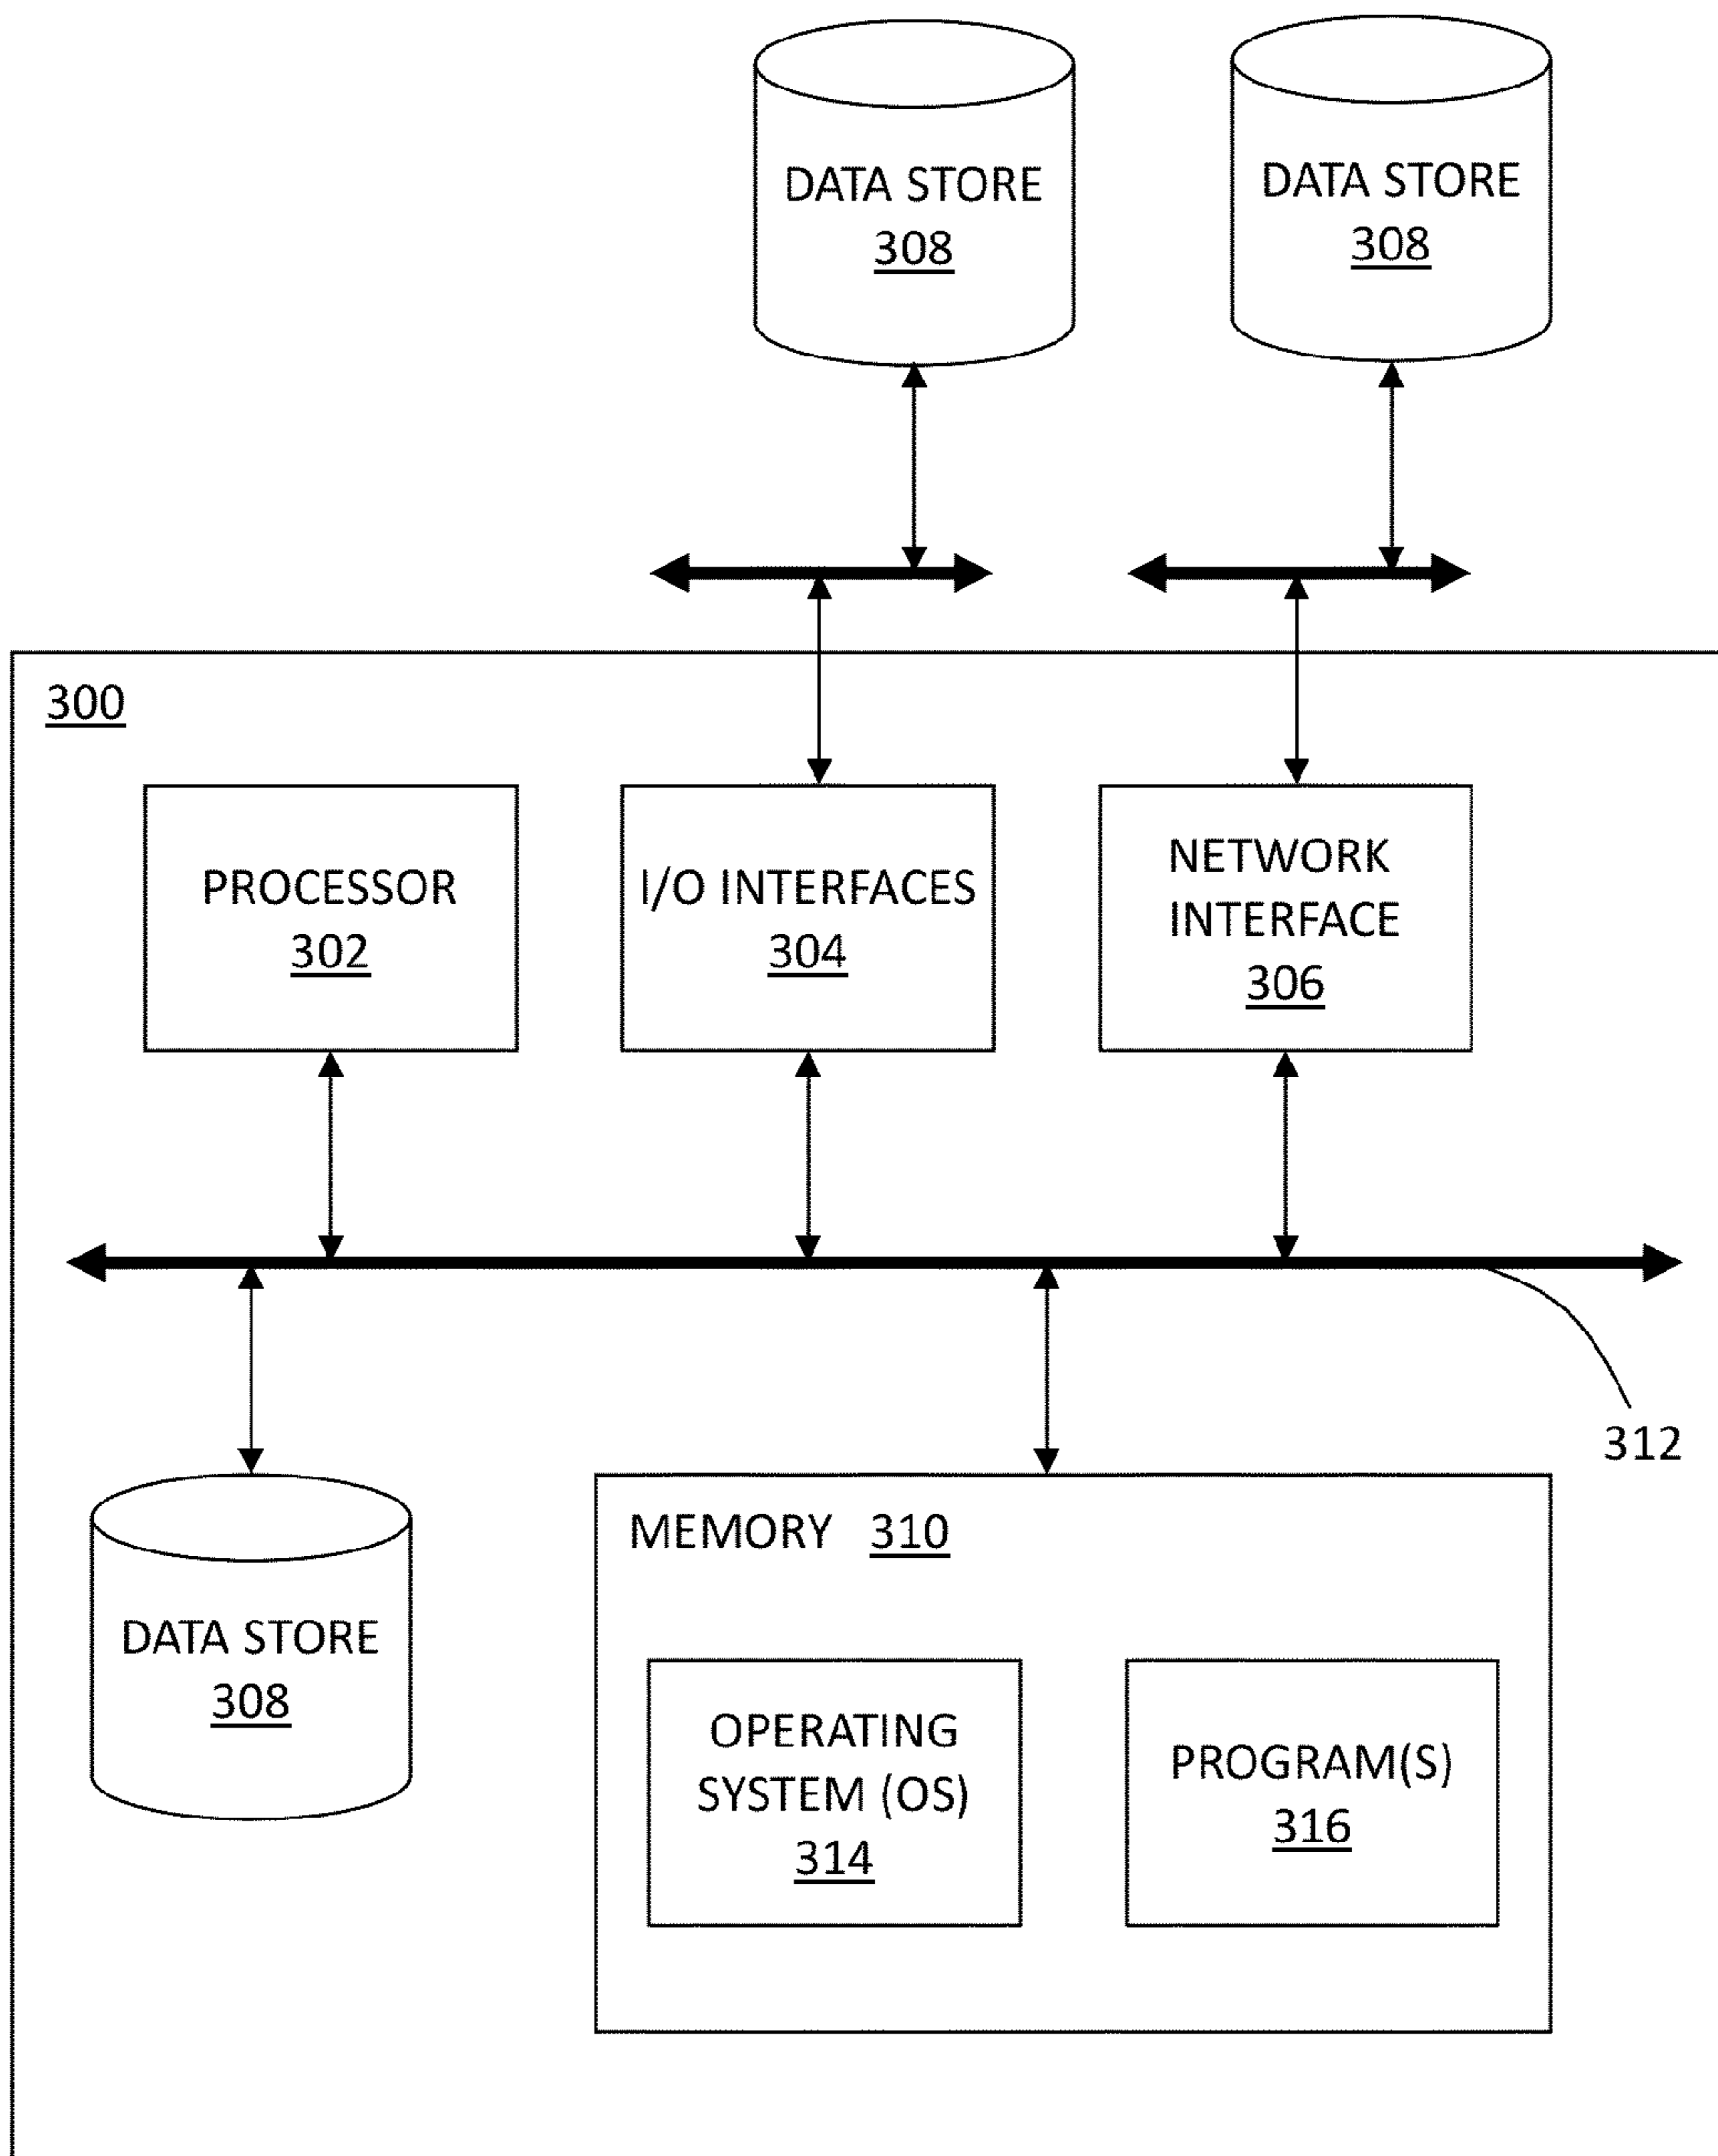 DATA STORE
308
DATA STORE
308
300
PROCESSOR
302
I/O INTERFACES
304
NETWORK
INTERFACE
306
312
DATA STORE
308
MEMORY 310
OPERATING
SYSTEM (OS)
314
PROGRAM(S)
316